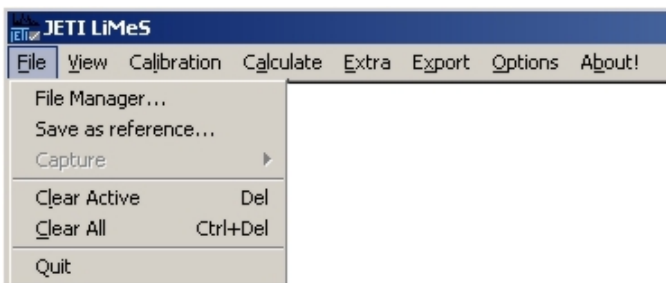 JETI JETI LiMeS
File View Calibration Calculate Extra Export Options About!
File Manager...
Save as reference...
Capture
Clear Active Del
Clear All Ctrl+Del
Quit